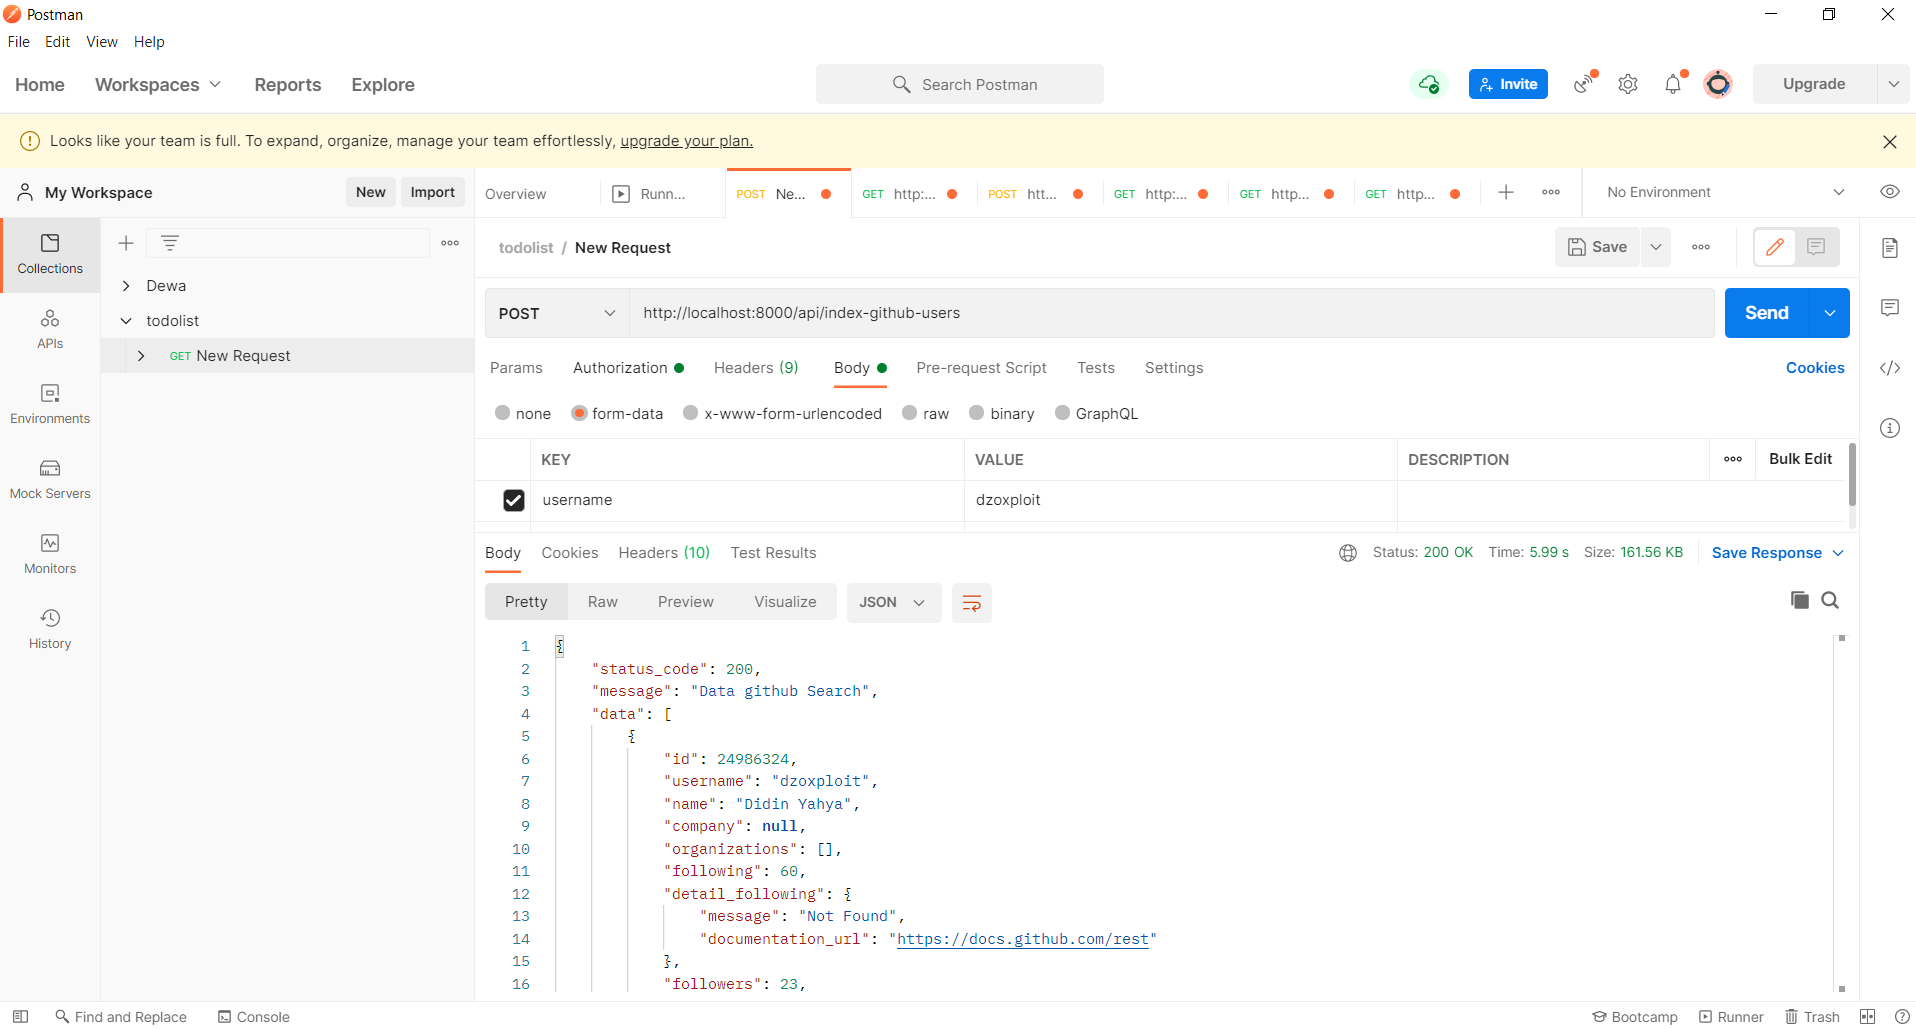 Postman
File Edit View Help
Home Workspaces Reports Explore Search Postman Invite Upgrade
Looks like your team is full. To expand, organize, manage your team effortlessly, upgrade your plan.
My Workspace New Import Overview Runn... POST Ne... GET http:... POST htt... GET http:... GET http... GET http... No Environment
todolist / New Request Save
Collections
Dewa
todolist
GET New Request
APIs
Environments
Mock Servers
Monitors
History
POST http://localhost:8000/api/index-github-users Send
Params Authorization Headers (9) Body Pre-request Script Tests Settings Cookies
none form-data x-www-form-urlencoded raw binary GraphQL
KEY VALUE DESCRIPTION Bulk Edit
username dzoxploit
Body Cookies Headers (10) Test Results Status: 200 OK Time: 5.99 s Size: 161.56 KB Save Response
Pretty Raw Preview Visualize JSON
1 {
2 "status_code": 200,
3 "message": "Data github Search",
4 "data": [
5 {
6 "id": 24986324,
7 "username": "dzoxploit",
8 "name": "Didin Yahya",
9 "company": null,
10 "organizations": [],
11 "following": 60,
12 "detail_following": {
13 "message": "Not Found",
14 "documentation_url": "https://docs.github.com/rest"
15 },
16 "followers": 23,
Find and Replace Console Bootcamp Runner Trash